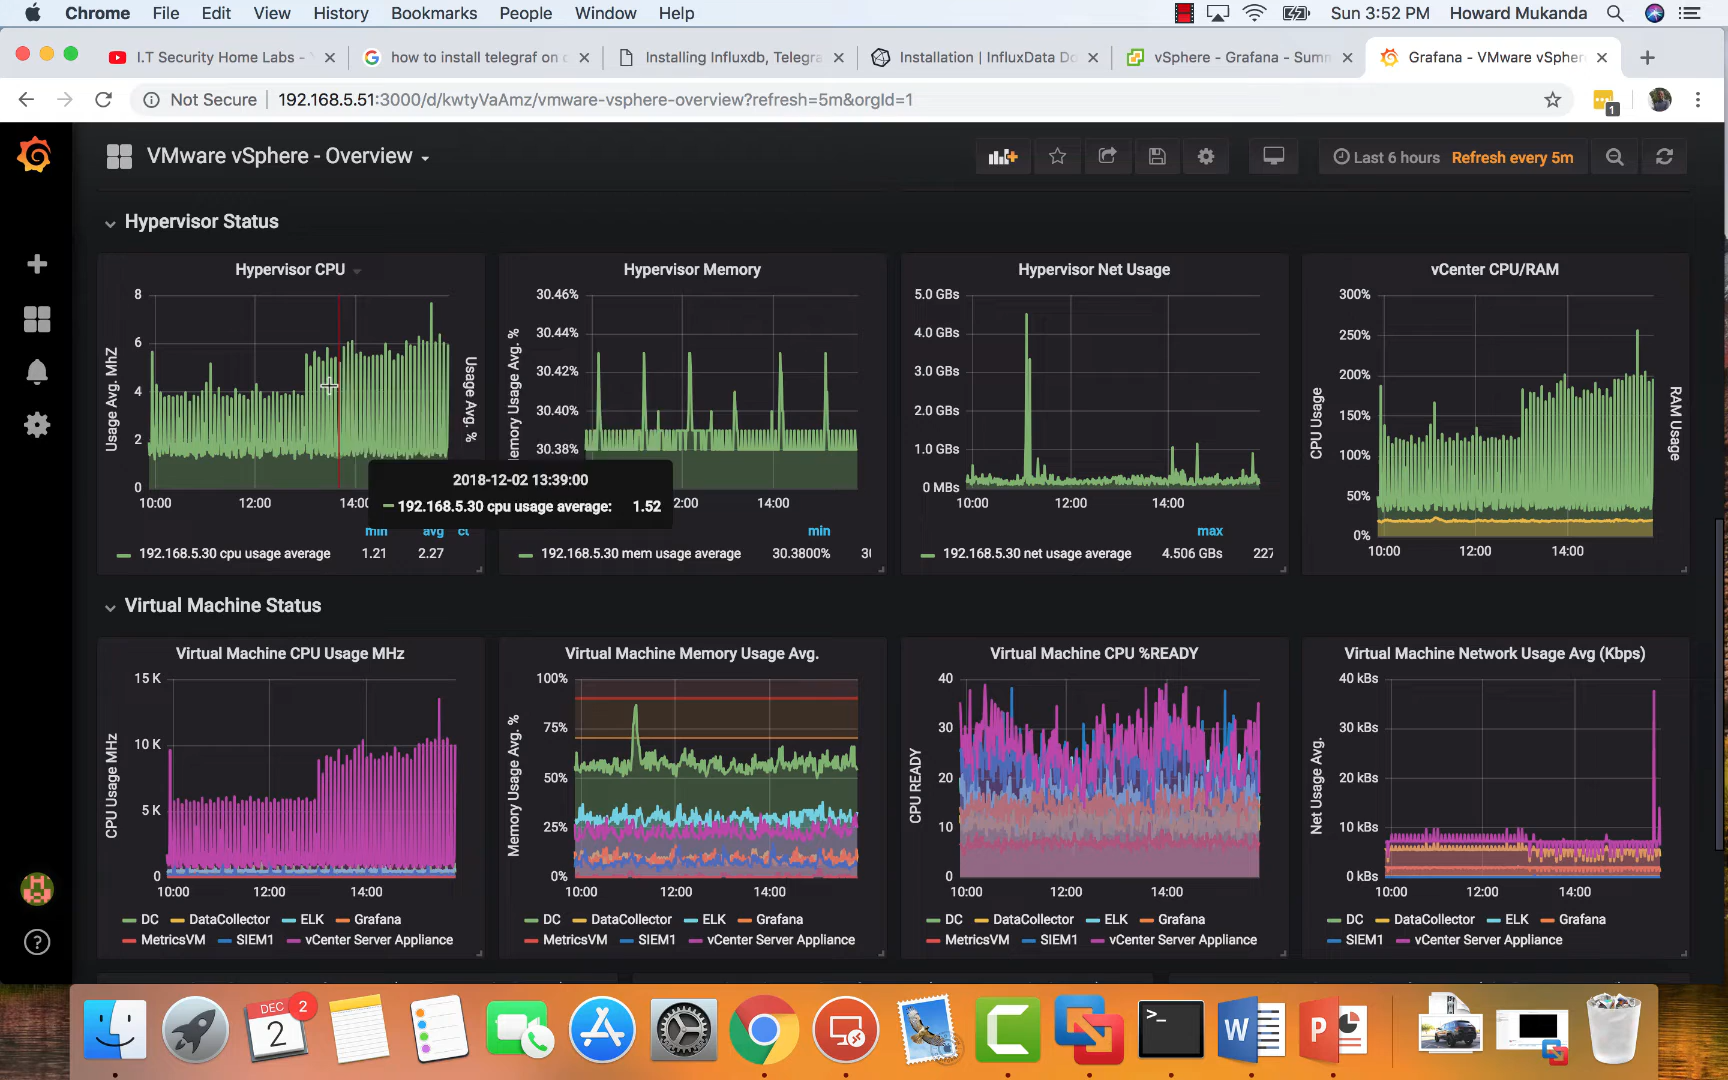 Chrome File Edit View History Bookmarks People Window Help Sun 3:52 PM Howard Mukanda
I.T Security Home Labs - Y how to install telegraf on c Installing Influxdb, Telegra Installation | InfluxData Do vSphere - Grafana - Summ Grafana - VMware vSpher
Not Secure 192.168.5.51:3000/d/kwtyVaAmz/vmware-vsphere-overview?refresh=5m&orgId=1
1
VMware vSphere - Overview Last 6 hours Refresh every 5m
Hypervisor Status
Hypervisor CPU
8
6
4
2
0
Usage Avg. MhZ
Usage Avg. %
10:00 12:00 14:00
min avg
192.168.5.30 cpu usage average 1.21 2.27
2018-12-02 13:39:00
192.168.5.30 cpu usage average: 1.52
Hypervisor Memory
30.46%
30.44%
30.42%
30.40%
30.38%
emory Usage Avg. %
2:00 14:00
min
192.168.5.30 mem usage average 30.3800%
Hypervisor Net Usage
5.0 GBs
4.0 GBs
3.0 GBs
2.0 GBs
1.0 GBs
0 MBs
10:00 12:00 14:00
max
192.168.5.30 net usage average 4.506 GBs 227
vCenter CPU/RAM
300%
250%
200%
150%
100%
50%
0%
CPU Usage
RAM Usage
10:00 12:00 14:00
Virtual Machine Status
Virtual Machine CPU Usage MHz
15 K
10 K
5 K
0
CPU Usage MHz
10:00 12:00 14:00
DC DataCollector ELK Grafana
MetricsVM SIEM1 vCenter Server Appliance
Virtual Machine Memory Usage Avg.
100%
75%
50%
25%
0%
Memory Usage Avg. %
10:00 12:00 14:00
DC DataCollector ELK Grafana
MetricsVM SIEM1 vCenter Server Appliance
Virtual Machine CPU %READY
40
30
20
10
0
CPU READY
10:00 12:00 14:00
DC DataCollector ELK Grafana
MetricsVM SIEM1 vCenter Server Appliance
Virtual Machine Network Usage Avg (Kbps)
40 kBs
30 kBs
20 kBs
10 kBs
0 kBs
Net Usage Avg.
10:00 12:00 14:00
DC DataCollector ELK Grafana
SIEM1 vCenter Server Appliance
DEC 2
2
>_
W
P